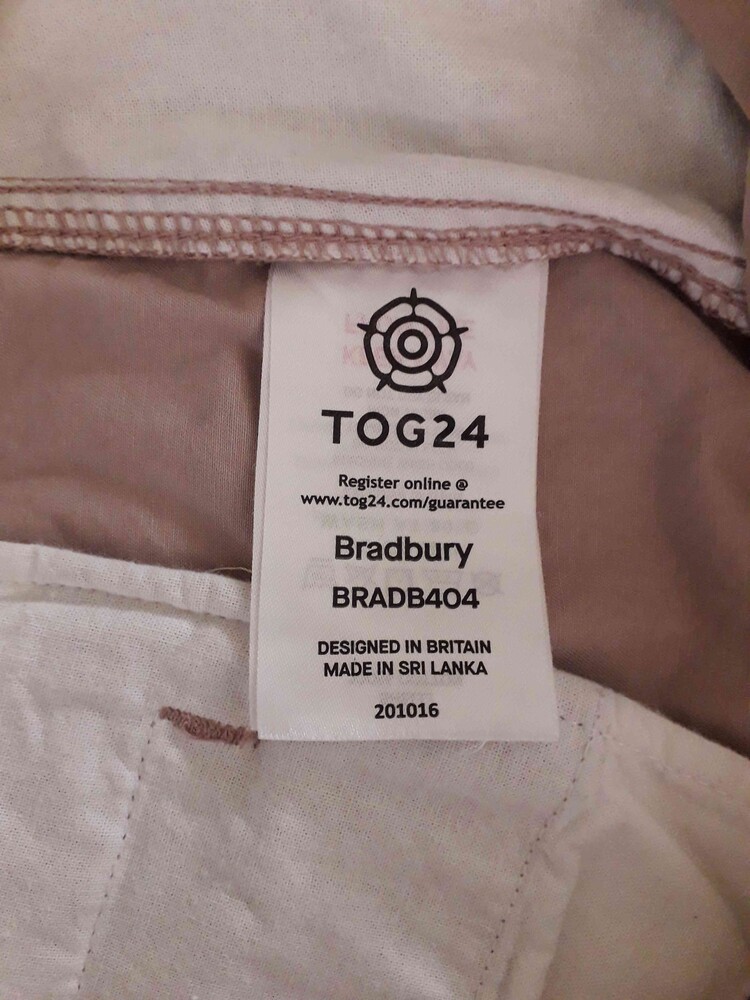 TOG24
Register online @
www.tog24.com/guarantee
Bradbury
BRADB404
DESIGNED IN BRITAIN
MADE IN SRI LANKA
201016